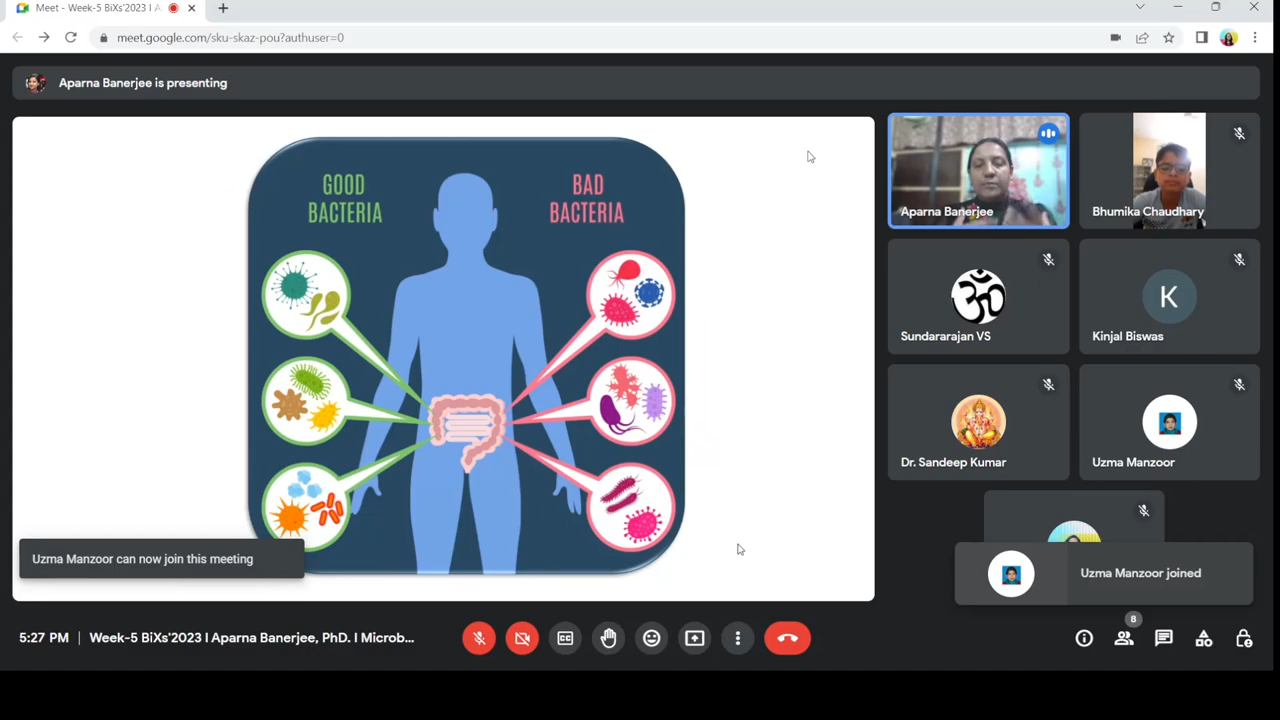 Meet - Week-5 BiXs'2023 I A
meet.google.com/sku-skaz-pou?authuser=0
Aparna Banerjee is presenting
GOOD
BACTERIA
BAD
BACTERIA
Aparna Banerjee
Bhumika Chaudhary
ॐ
Sundararajan VS
K
Kinjal Biswas
Dr. Sandeep Kumar
Uzma Manzoor
Uzma Manzoor can now join this meeting
Uzma Manzoor joined
5:27 PM | Week-5 BiXs'2023 I Aparna Banerjee, PhD. I Microb...
8